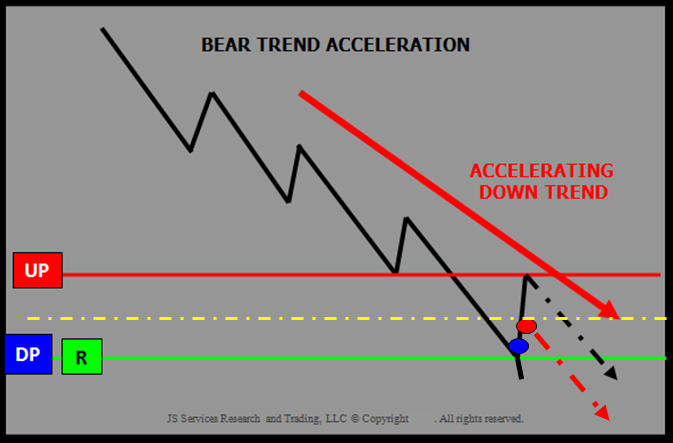 BEAR TREND ACCELERATION
ACCELERATING
DOWN TREND
UP
DP
R
JS Services Research and Trading, LLC © Copyright . All rights reserved.